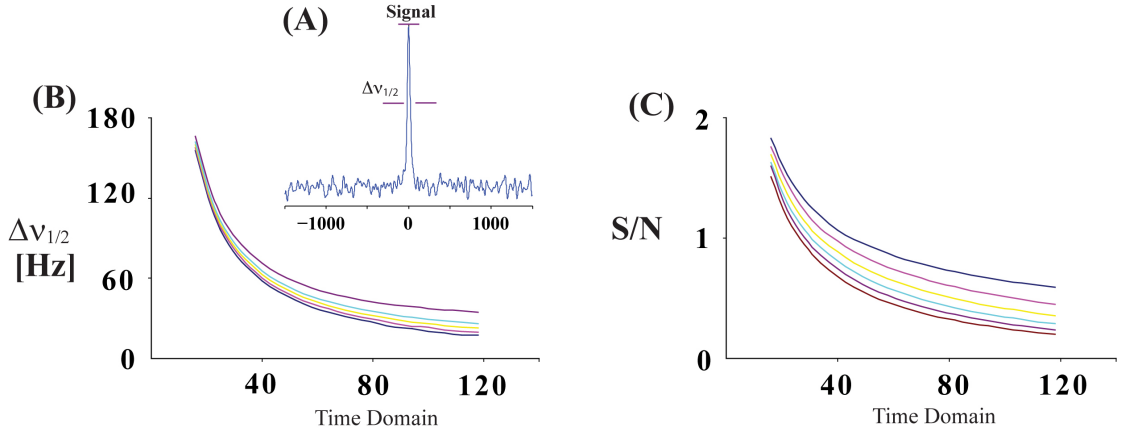 (A)
Signal
Δν1/2
−1000 0 1000
(B)
180
120
60
0
Δν1/2
[Hz]
40 80 120
Time Domain
(C)
2
1
0
S/N
40 80 120
Time Domain